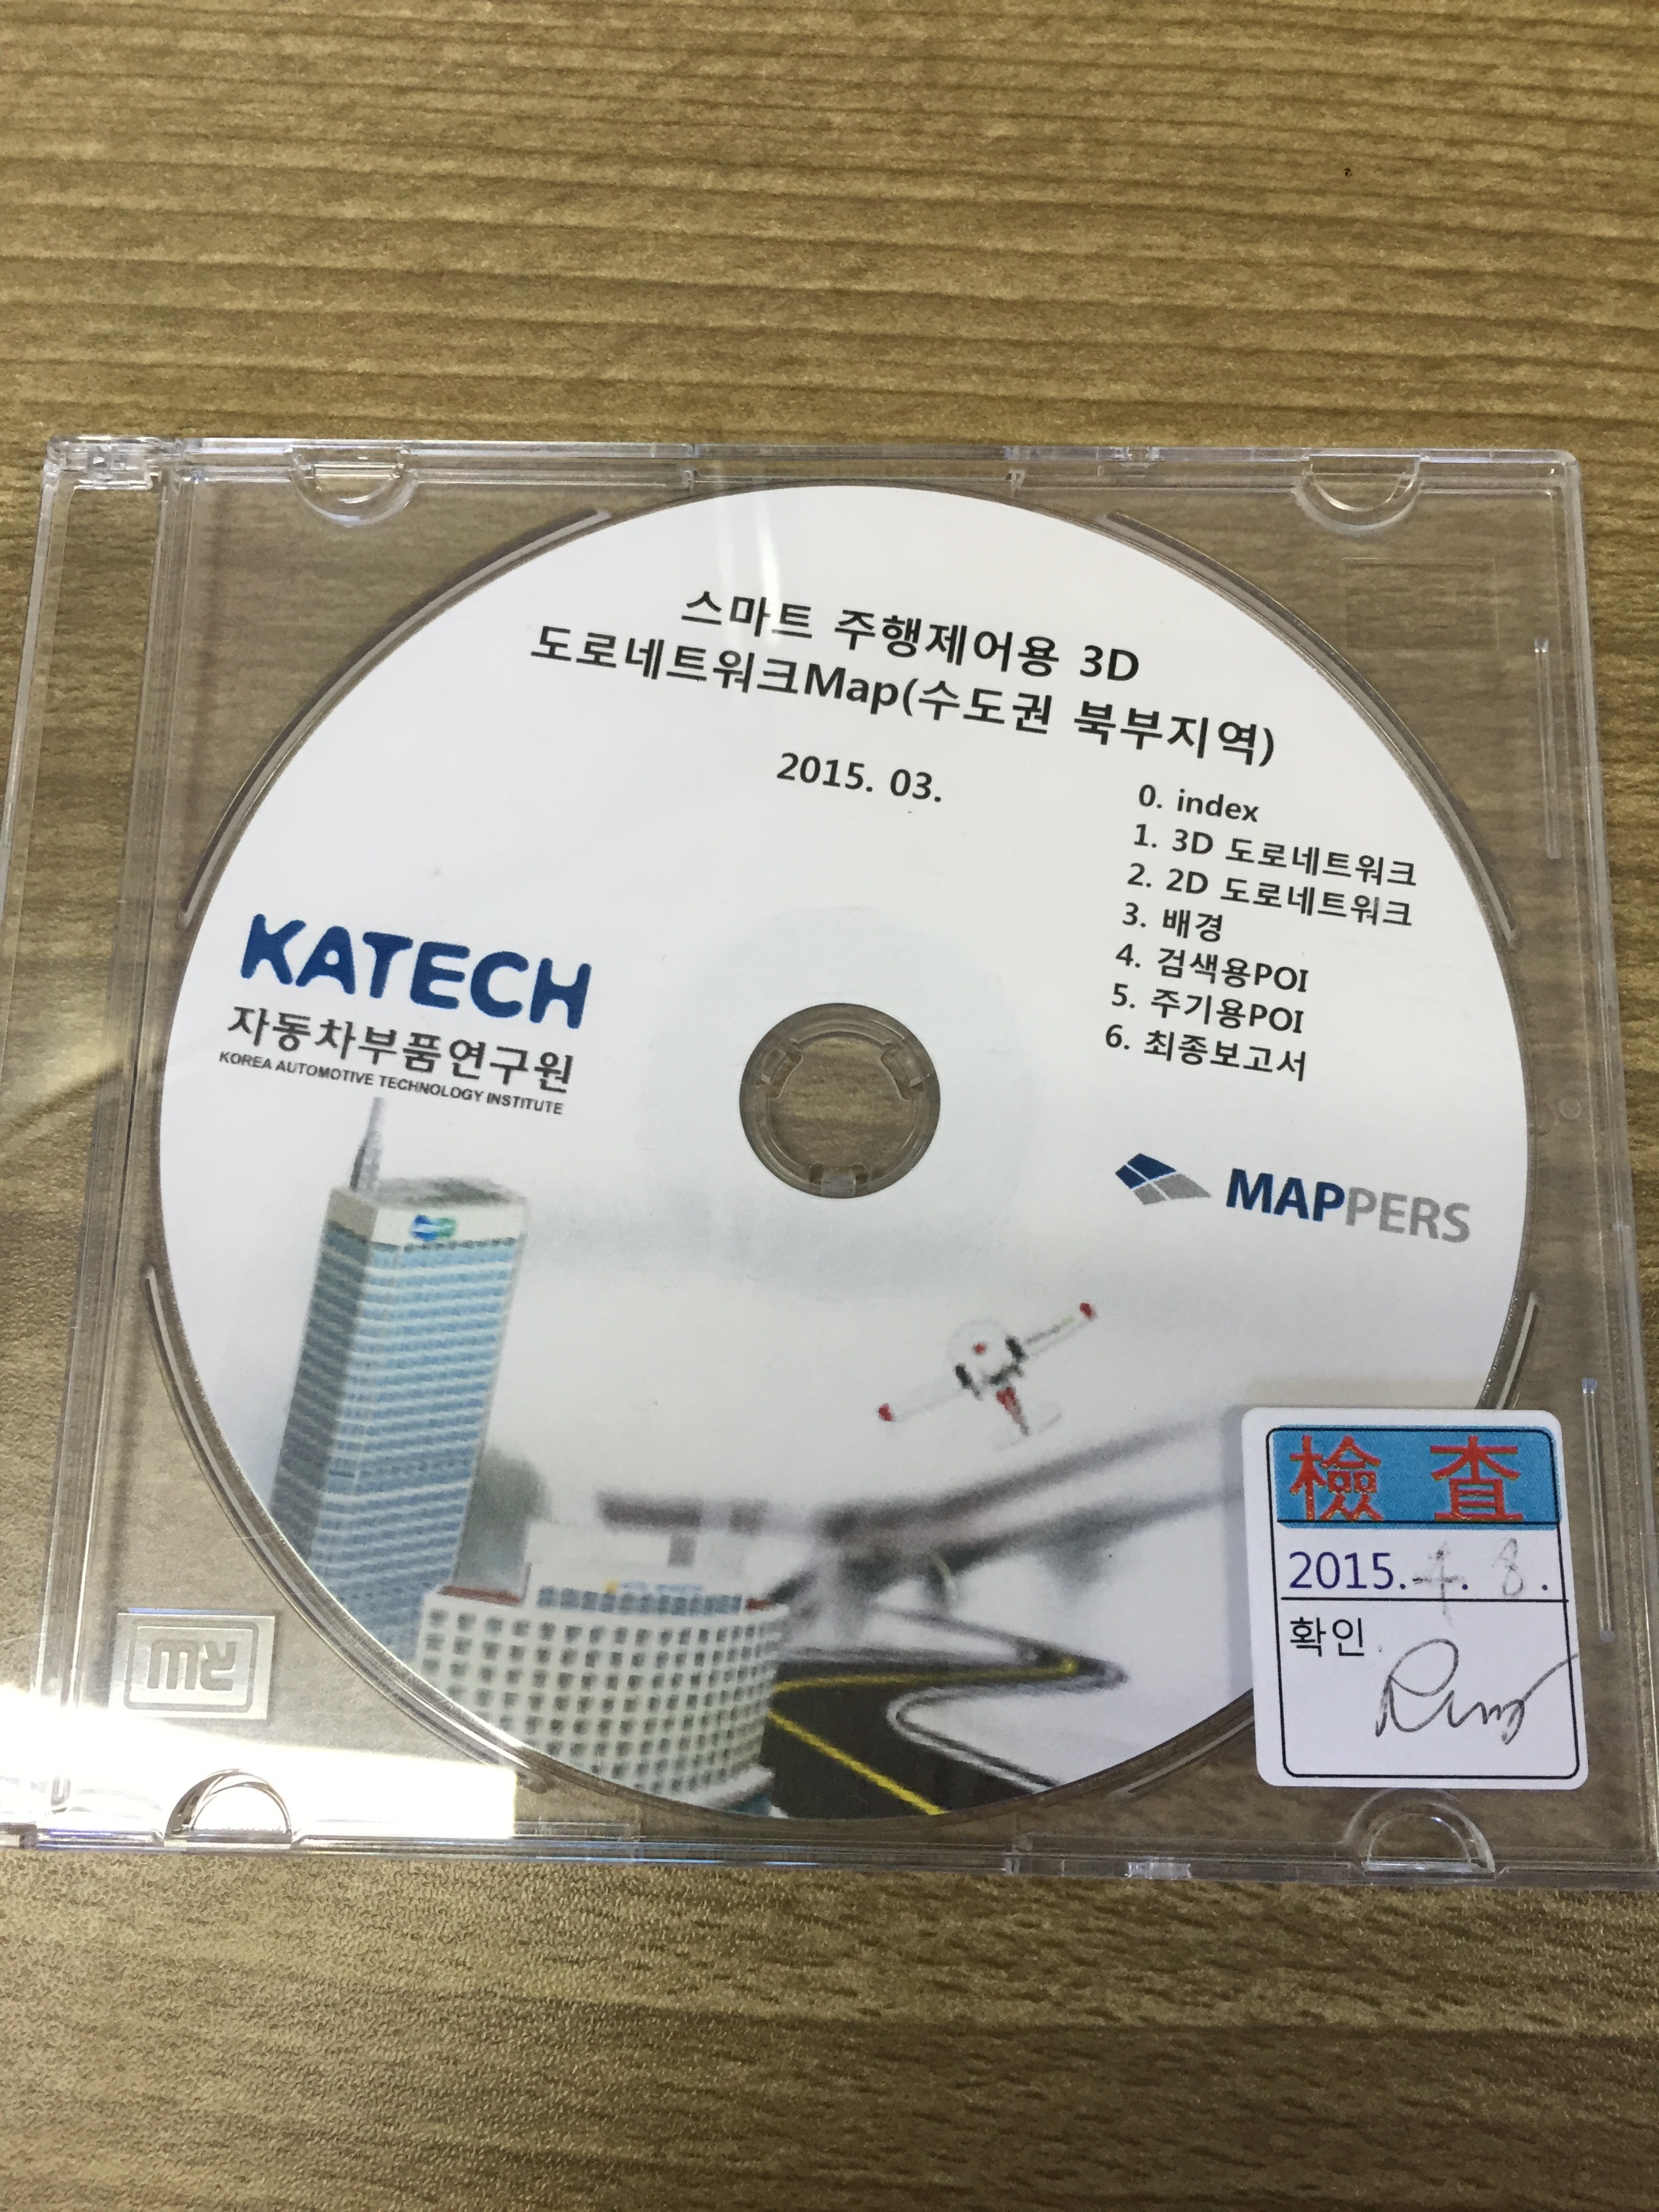 스마트 주행제어용 3D
도로네트워크Map(수도권 북부지역)
2015. 03.
0. index
1. 3D 도로네트워크
2. 2D 도로네트워크
3. 배경
4. 검색용POI
5. 주기용POI
6. 최종보고서
KATECH
자동차부품연구원
KOREA AUTOMOTIVE TECHNOLOGY INSTITUTE
MAPPERS
檢査
2015. 4. 8.
확인